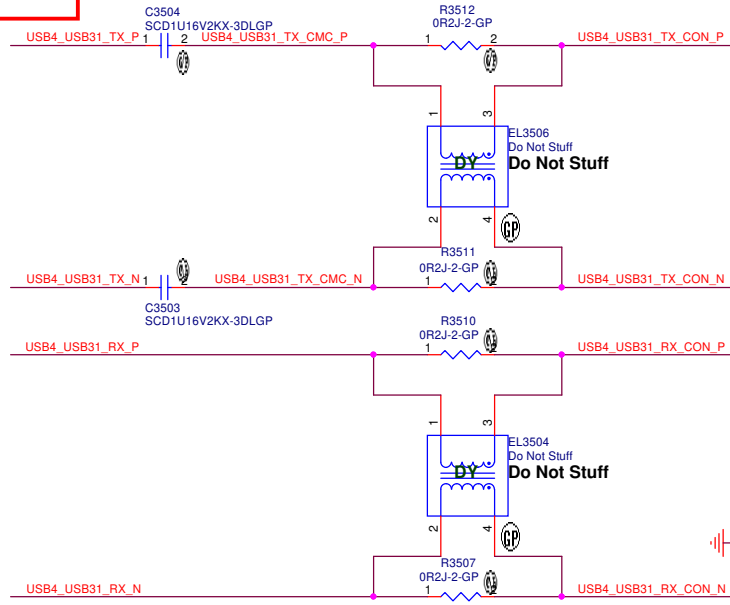 C3504
SCD1U16V2KX-3DLGP
R3512
0R2J-2-GP
USB4_USB31_TX_P 1 2 USB4_USB31_TX_CMC_P 1 2 USB4_USB31_TX_CON_P
1 3
EL3506
Do Not Stuff
DY Do Not Stuff
2 4 GP
R3511
0R2J-2-GP
USB4_USB31_TX_N 1 2 USB4_USB31_TX_CMC_N 1 2 USB4_USB31_TX_CON_N
C3503
SCD1U16V2KX-3DLGP
R3510
0R2J-2-GP
USB4_USB31_RX_P 1 2 USB4_USB31_RX_CON_P
1 3
EL3504
Do Not Stuff
DY Do Not Stuff
2 4 GP
R3507
0R2J-2-GP
USB4_USB31_RX_N 1 2 USB4_USB31_RX_CON_N